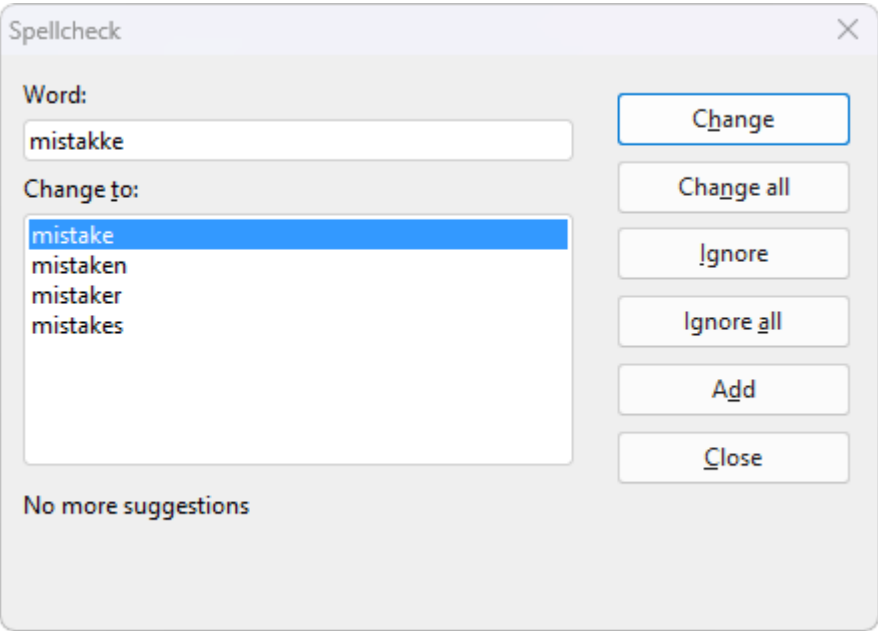 Spellcheck
Word:
mistakke
Change to:
mistake
mistaken
mistaker
mistakes
No more suggestions
Change
Change all
Ignore
Ignore all
Add
Close